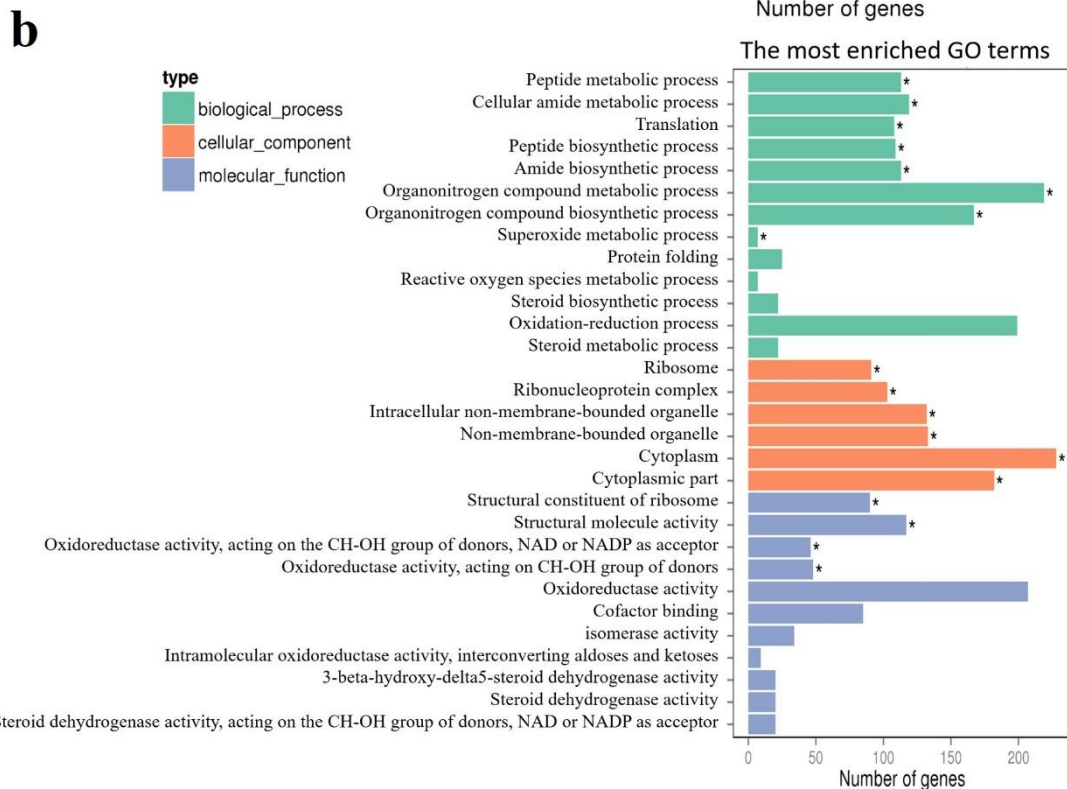 Number of genes
b
The most enriched GO terms
type
biological_process
cellular_component
molecular_function
Peptide metabolic process *
Cellular amide metabolic process *
Translation *
Peptide biosynthetic process *
Amide biosynthetic process *
Organonitrogen compound metabolic process *
Organonitrogen compound biosynthetic process *
Superoxide metabolic process *
Protein folding
Reactive oxygen species metabolic process
Steroid biosynthetic process
Oxidation-reduction process
Steroid metabolic process
Ribosome *
Ribonucleoprotein complex *
Intracellular non-membrane-bounded organelle *
Non-membrane-bounded organelle *
Cytoplasm *
Cytoplasmic part *
Structural constituent of ribosome *
Structural molecule activity *
Oxidoreductase activity, acting on the CH-OH group of donors, NAD or NADP as acceptor *
Oxidoreductase activity, acting on CH-OH group of donors *
Oxidoreductase activity
Cofactor binding
isomerase activity
Intramolecular oxidoreductase activity, interconverting aldoses and ketoses
3-beta-hydroxy-delta5-steroid dehydrogenase activity
Steroid dehydrogenase activity
Steroid dehydrogenase activity, acting on the CH-OH group of donors, NAD or NADP as acceptor
0 50 100 150 200
Number of genes